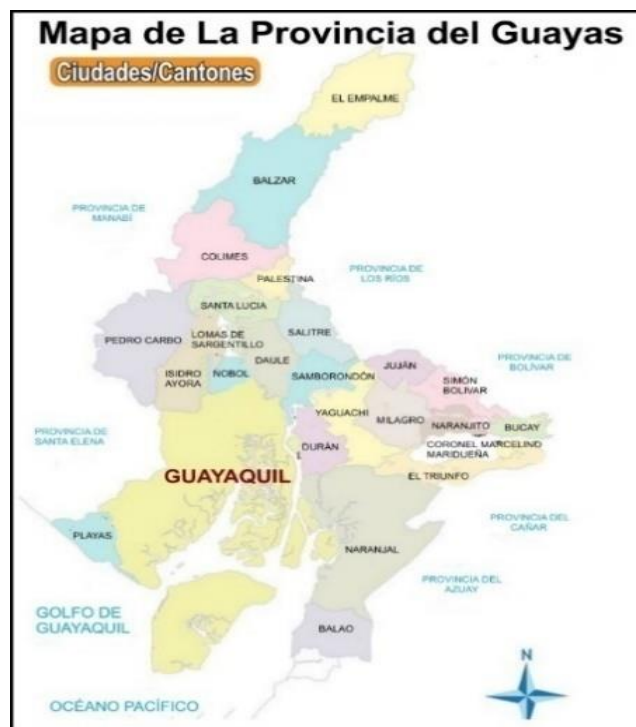 Mapa de La Provincia del Guayas
Ciudades/Cantones
EL EMPALME
BALZAR
PROVINCIA DE
MANABÍ
COLIMES
PROVINCIA DE
LOS RÍOS
PALESTINA
SANTA LUCIA
PEDRO CARBO
LOMAS DE
SARGENTILLO
SALITRE
ISIDRO
AYORA
NOBOL
DAULE
SAMBORONDÓN
JUJÁN
PROVINCIA DE
BOLÍVAR
SIMÓN
BOLIVAR
YAGUACHI
MILAGRO
NARANJITO
BUCAY
PROVINCIA DE
SANTA ELENA
DURÁN
CORONEL MARCELINO
MARIDUEÑA
GUAYAQUIL
EL TRIUNFO
PROVINCIA DEL
CAÑAR
PLAYAS
NARANJAL
PROVINCIA DEL
AZUAY
GOLFO DE
GUAYAQUIL
BALAO
OCÉANO PACÍFICO
N